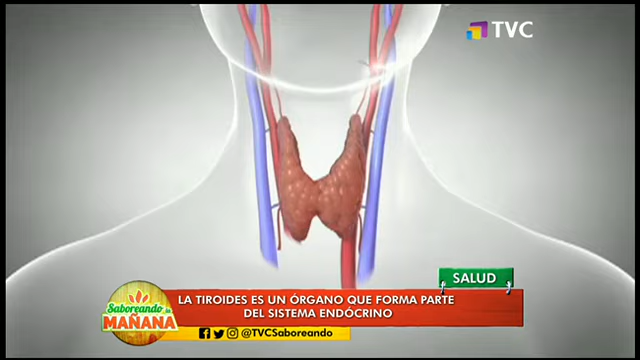 TVC
SALUD
LA TIROIDES ES UN ÓRGANO QUE FORMA PARTE
DEL SISTEMA ENDÓCRINO
Saboreando la
MAÑANA
@TVCSaboreando